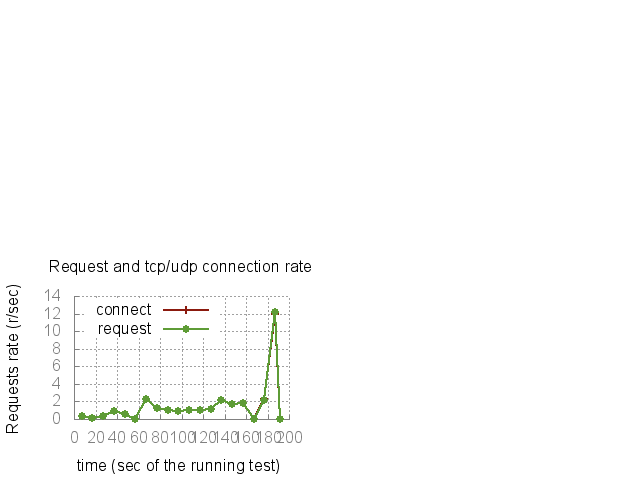 Request and tcp/udp connection rate
Requests rate (r/sec)
14
12
10
8
6
4
2
0
connect
request
0 20 40 60 80 100 120 140 160 180 200
time (sec of the running test)